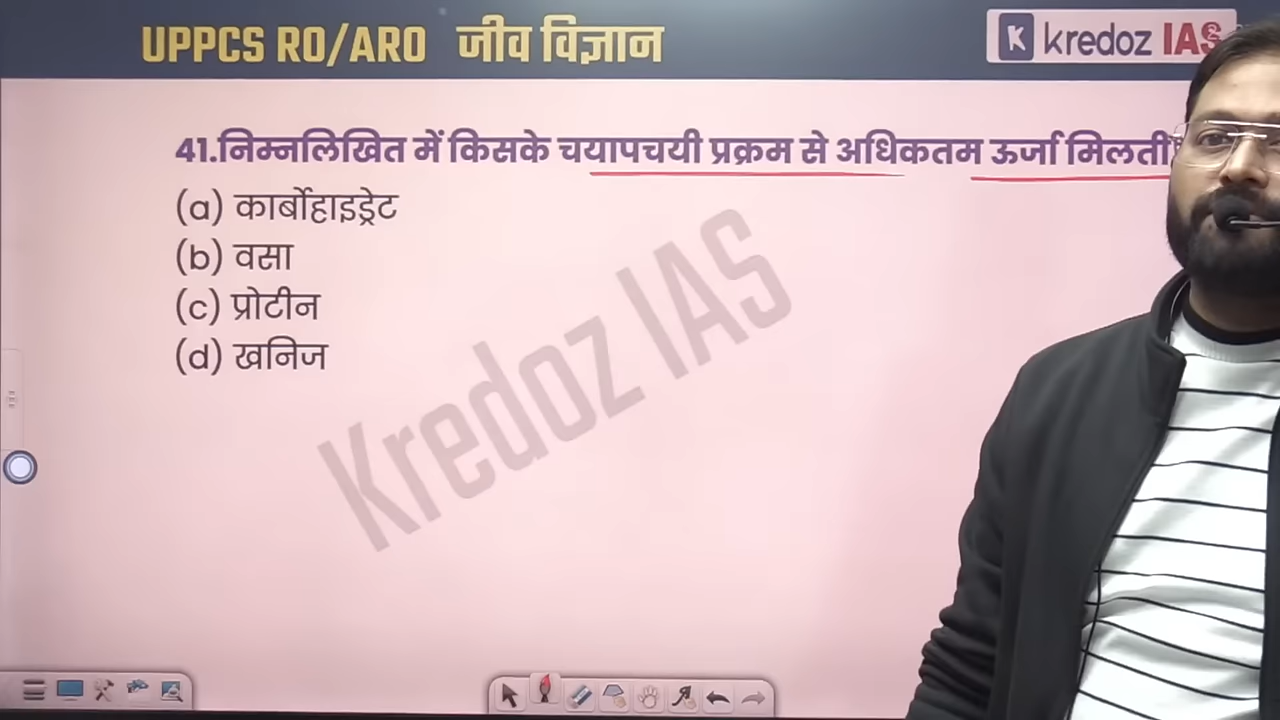 UPPCS RO/ARO जीव विज्ञान
K kredoz IAS
41.निम्नलिखित में किसके चयापचयी प्रक्रम से अधिकतम ऊर्जा मिलती
(a) कार्बोहाइड्रेट
(b) वसा
(c) प्रोटीन
(d) खनिज
Kredoz IAS